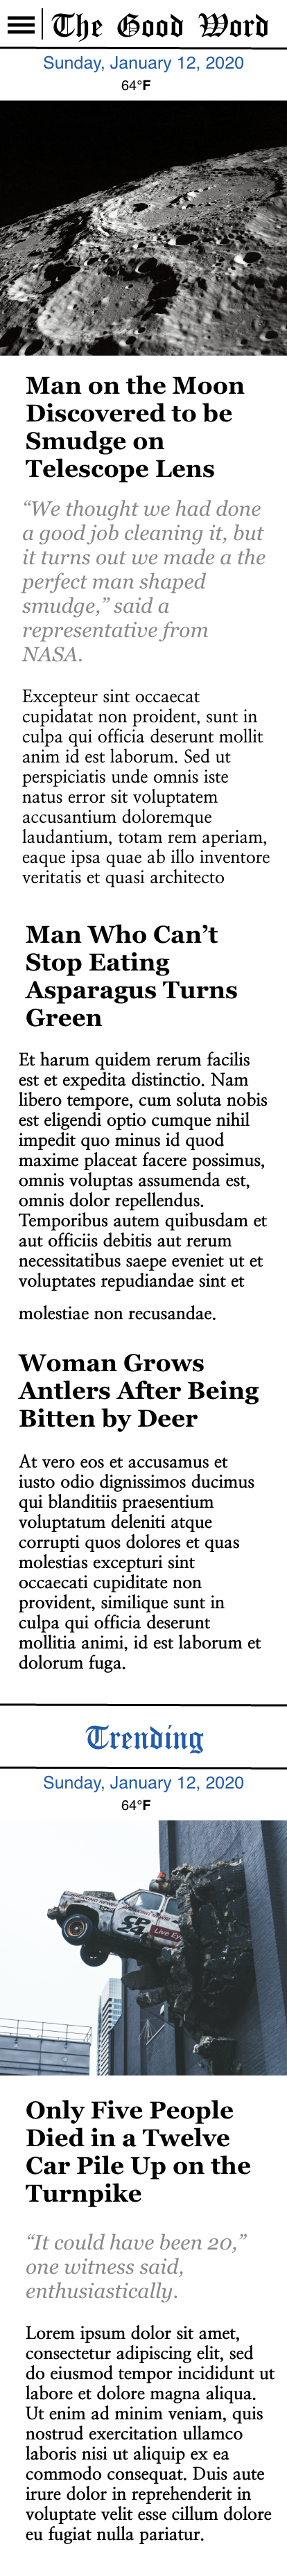 The Good Word
Sunday, January 12, 2020
64°F
Man on the Moon
Discovered to be
Smudge on
Telescope Lens
“We thought we had done
a good job cleaning it, but
it turns out we made a the
perfect man shaped
smudge,” said a
representative from
NASA.
Excepteur sint occaecat
cupidatat non proident, sunt in
culpa qui officia deserunt mollit
anim id est laborum. Sed ut
perspiciatis unde omnis iste
natus error sit voluptatem
accusantium doloremque
laudantium, totam rem aperiam,
eaque ipsa quae ab illo inventore
veritatis et quasi architecto
Man Who Can’t
Stop Eating
Asparagus Turns
Green
Et harum quidem rerum facilis
est et expedita distinctio. Nam
libero tempore, cum soluta nobis
est eligendi optio cumque nihil
impedit quo minus id quod
maxime placeat facere possimus,
omnis voluptas assumenda est,
omnis dolor repellendus.
Temporibus autem quibusdam et
aut officiis debitis aut rerum
necessitatibus saepe eveniet ut et
voluptates repudiandae sint et
molestiae non recusandae.
Woman Grows
Antlers After Being
Bitten by Deer
At vero eos et accusamus et
iusto odio dignissimos ducimus
qui blanditiis praesentium
voluptatum deleniti atque
corrupti quos dolores et quas
molestias excepturi sint
occaecati cupiditate non
provident, similique sunt in
culpa qui officia deserunt
mollitia animi, id est laborum et
dolorum fuga.
Trending
Sunday, January 12, 2020
64°F
Live Ev
Only Five People
Died in a Twelve
Car Pile Up on the
Turnpike
“It could have been 20,”
one witness said,
enthusiastically.
Lorem ipsum dolor sit amet,
consectetur adipiscing elit, sed
do eiusmod tempor incididunt ut
labore et dolore magna aliqua.
Ut enim ad minim veniam, quis
nostrud exercitation ullamco
laboris nisi ut aliquip ex ea
commodo consequat. Duis aute
irure dolor in reprehenderit in
voluptate velit esse cillum dolore
eu fugiat nulla pariatur.